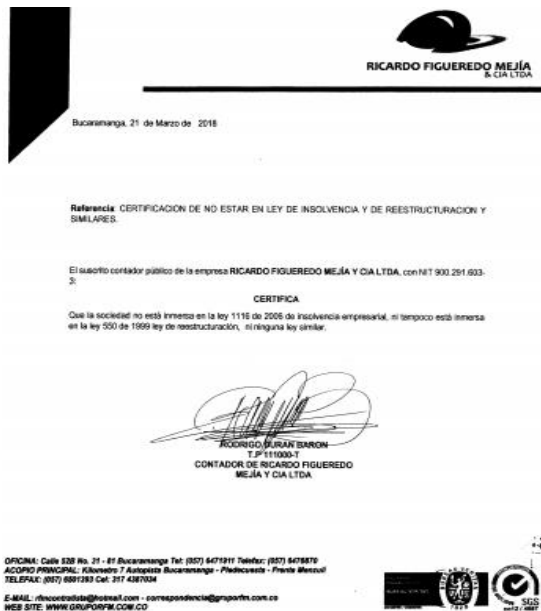 RICARDO FIGUEREDO MEJÍA
& CIA LTDA
Bucaramanga, 21 de Marzo de 2018
Referencia: CERTIFICACION DE NO ESTAR EN LEY DE INSOLVENCIA Y DE REESTRUCTURACION Y
SIMILARES.
El suscrito contador público de la empresa RICARDO FIGUEREDO MEJÍA Y CIA LTDA, con NIT 900.291.603-
3:
CERTIFICA
Que la sociedad no está inmersa en la ley 1116 de 2006 de insolvencia empresarial, ni tampoco está inmersa
en la ley 550 de 1999 ley de reestructuración, ni ninguna ley similar.
RODRIGO DURAN BARON
T.P 111000-T
CONTADOR DE RICARDO FIGUEREDO
MEJÍA Y CIA LTDA
OFICINA: Calle 52B No. 31 - 81 Bucaramanga Tel: (057) 6471911 Telefax: (057) 6476870
ACOPIO PRINCIPAL: Kilometro 7 Autopista Bucaramanga - Piedecuesta - Frente Menzuli
TELEFAX: (057) 6801393 Cel: 317 4387034
E-MAIL: rfmcontratista@hotmail.com - correspondencia@gruporfm.com.co
WEB SITE: WWW.GRUPORFM.COM.CO
1828
SGS